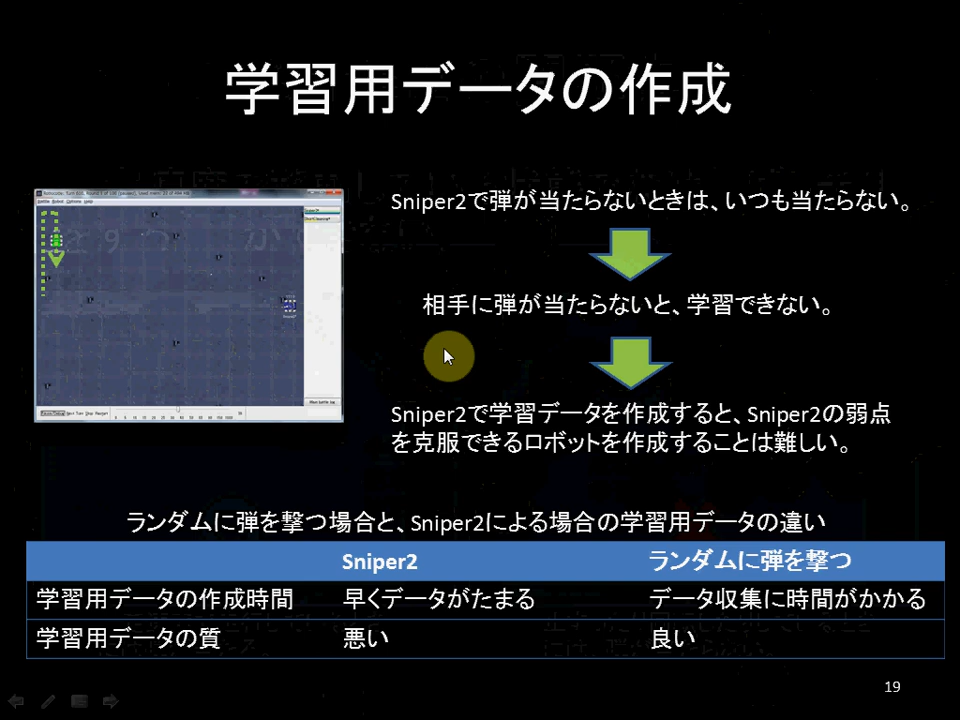 学習用データの作成
Sniper2で弾が当たらないときは、いつも当たらない。
相手に弾が当たらないと、学習できない。
Sniper2で学習データを作成すると、Sniper2の弱点
を克服できるロボットを作成することは難しい。
ランダムに弾を撃つ場合と、Sniper2による場合の学習用データの違い
Sniper2 ランダムに弾を撃つ
学習用データの作成時間 早くデータがたまる データ収集に時間がかかる
学習用データの質 悪い 良い
19